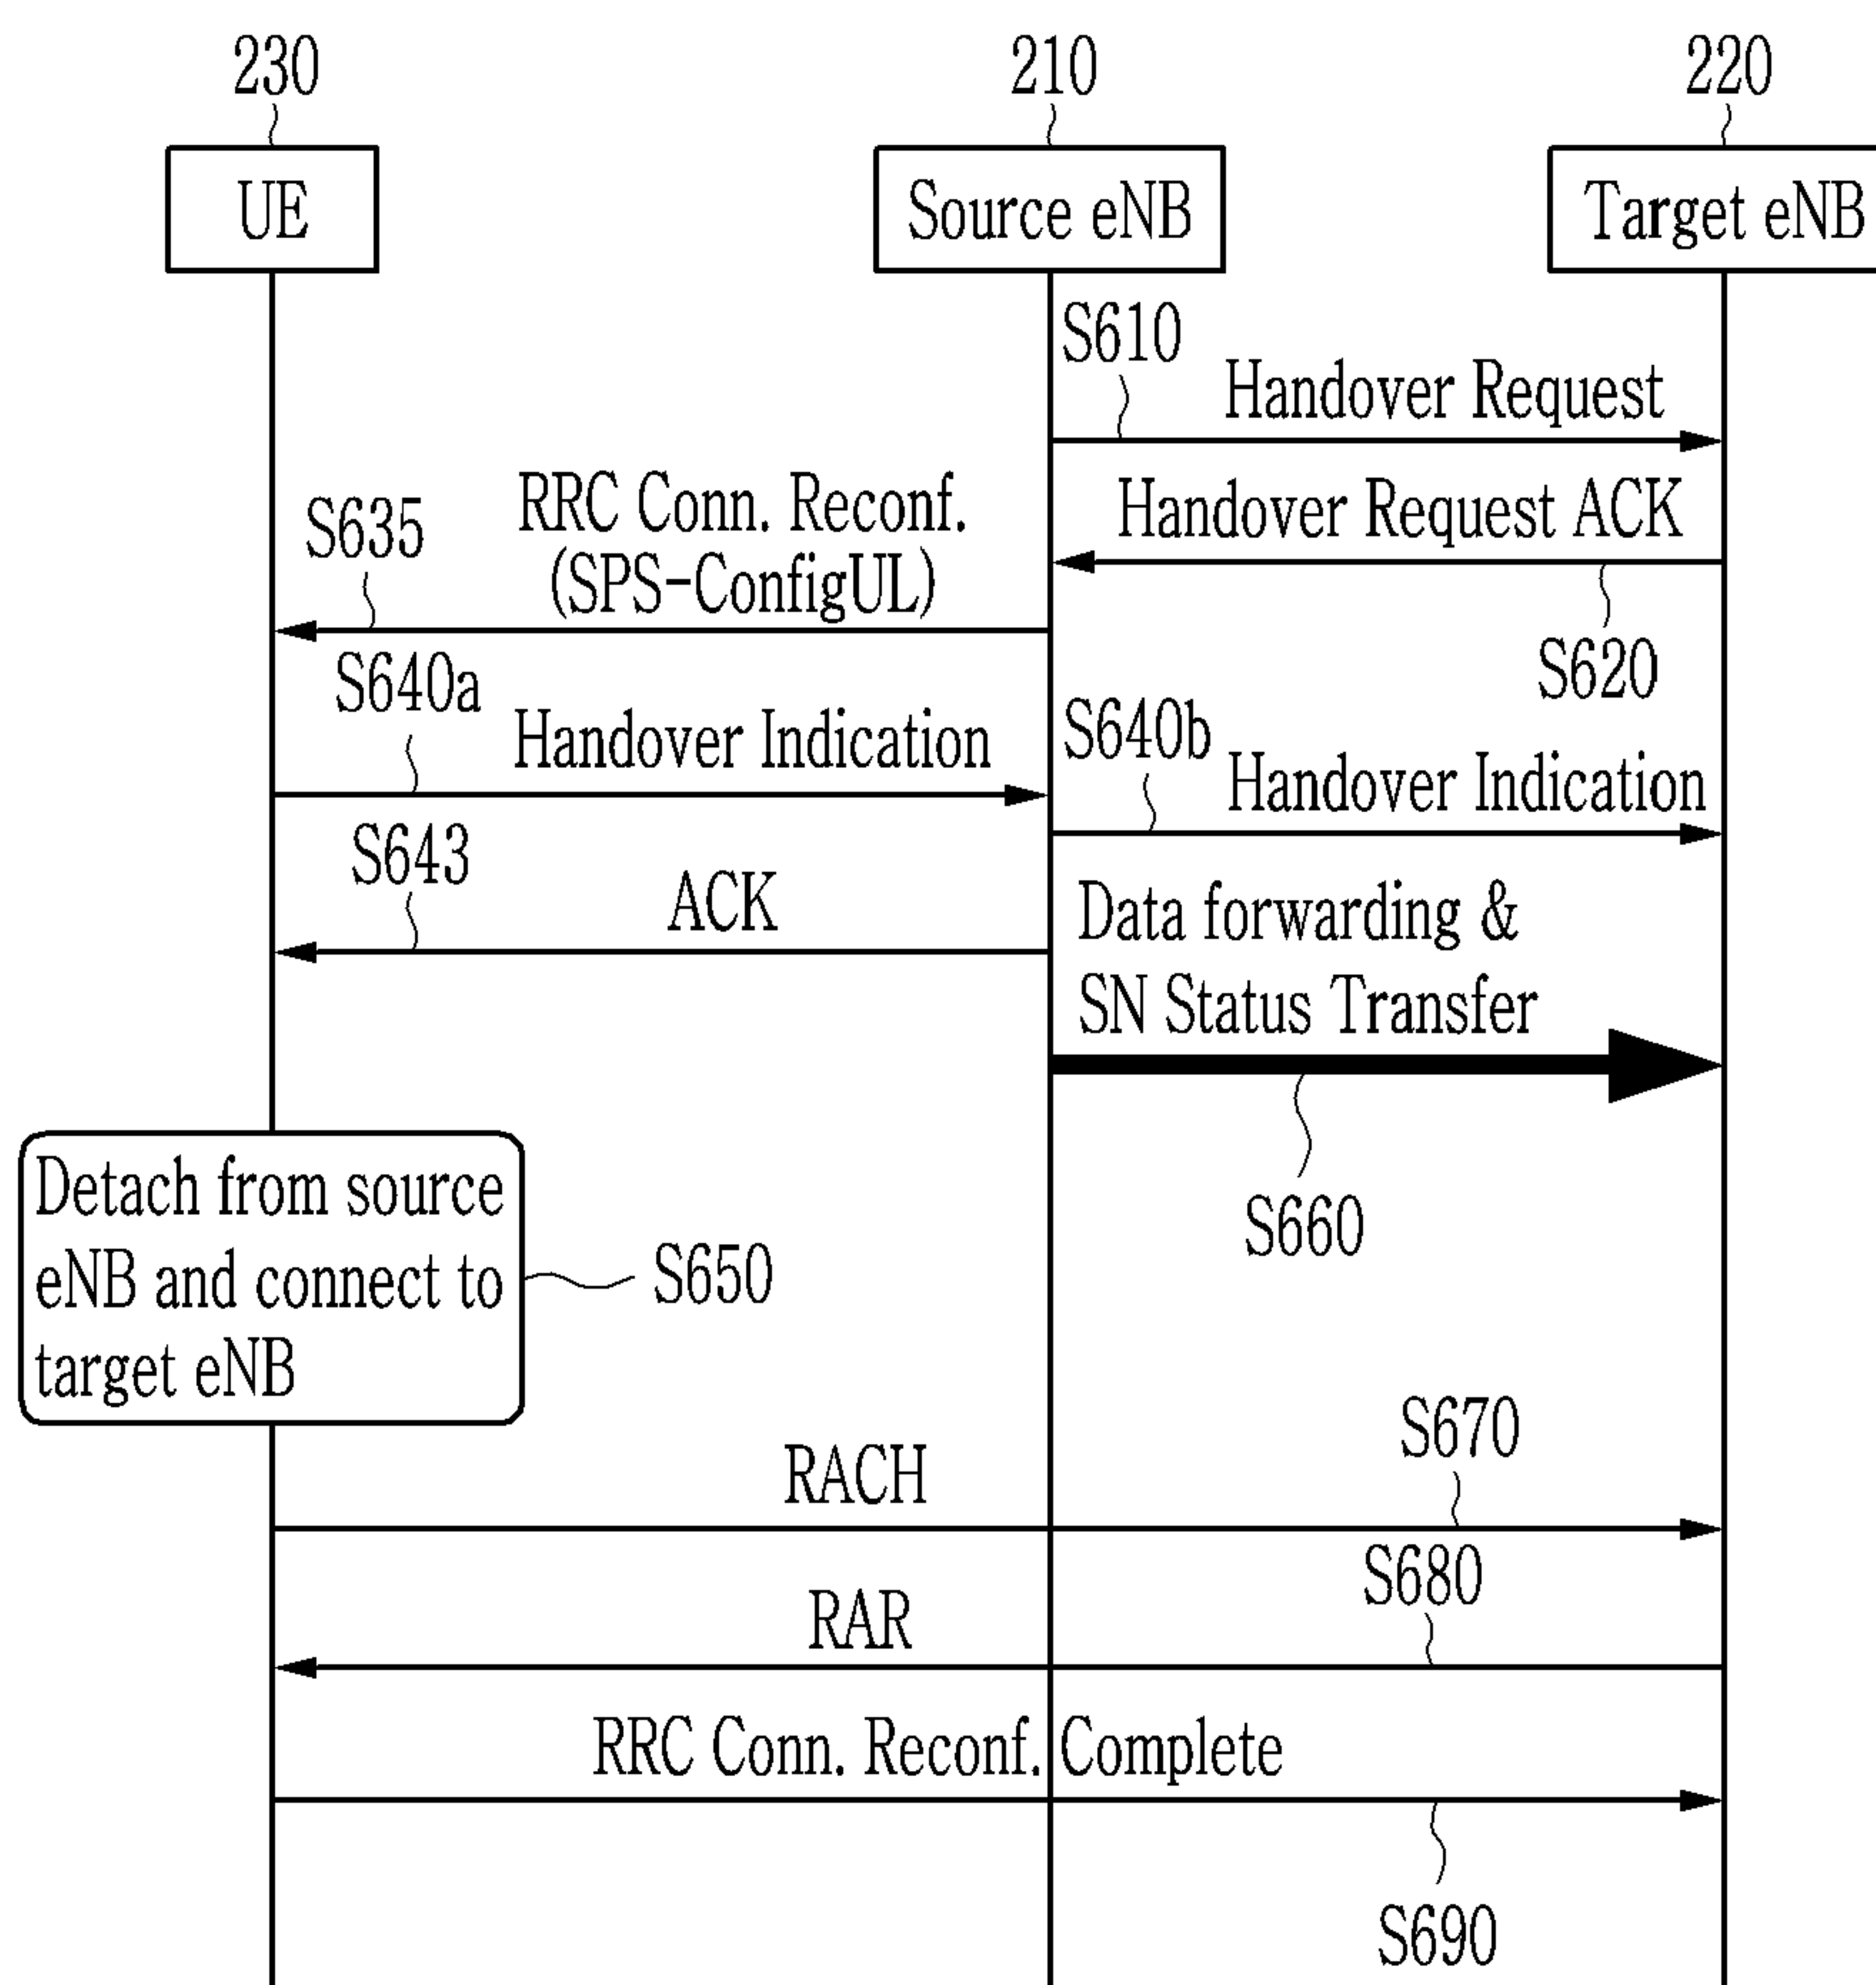 230
210
220
UE
Source eNB
Target eNB
S610
Handover Request
RRC Conn. Reconf.
(SPS-ConfigUL)
S635
Handover Request ACK
S620
S640a
Handover Indication
S640b
Handover Indication
S643
ACK
Data forwarding &
SN Status Transfer
S660
Detach from source
eNB and connect to
target eNB
S650
RACH
S670
S680
RAR
RRC Conn. Reconf. Complete
S690